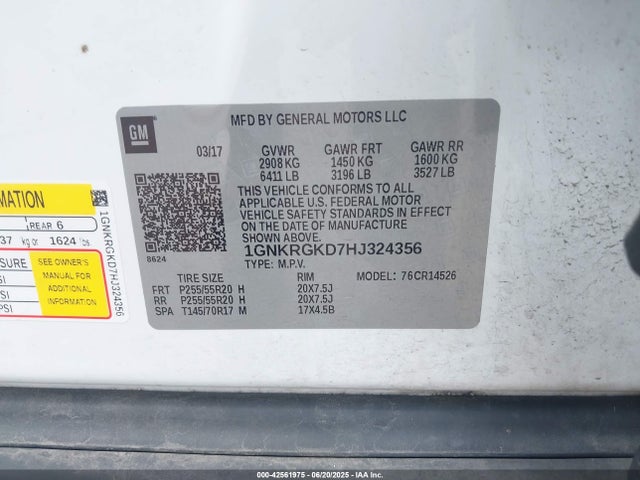 MFD BY GENERAL MOTORS LLC
GM
03/17 GVWR GAWR FRT GAWR RR
2908 KG 1450 KG 1600 KG
6411 LB 3196 LB 3527 LB
THIS VEHICLE CONFORMS TO ALL
APPLICABLE U.S. FEDERAL MOTOR
VEHICLE SAFETY STANDARDS IN EFFECT
ON THE DATE OF MANUFACTURE
SHOWN ABOVE.
8624
1GNKRGKD7HJ324356
TYPE: M.P.V. MODEL: 76CR14526
TIRE SIZE RIM
FRT P255/55R20 H 20X7.5J
RR P255/55R20 H 20X7.5J
SPA T145/70R17 M 17X4.5B
REAR 6
37 kg or 1624 lbs.
SEE OWNER'S
MANUAL FOR
ADDITIONAL
INFORMATION
1GNKRGKD7HJ324356
000-42561975 - 06/20/2025 - IAA Inc.